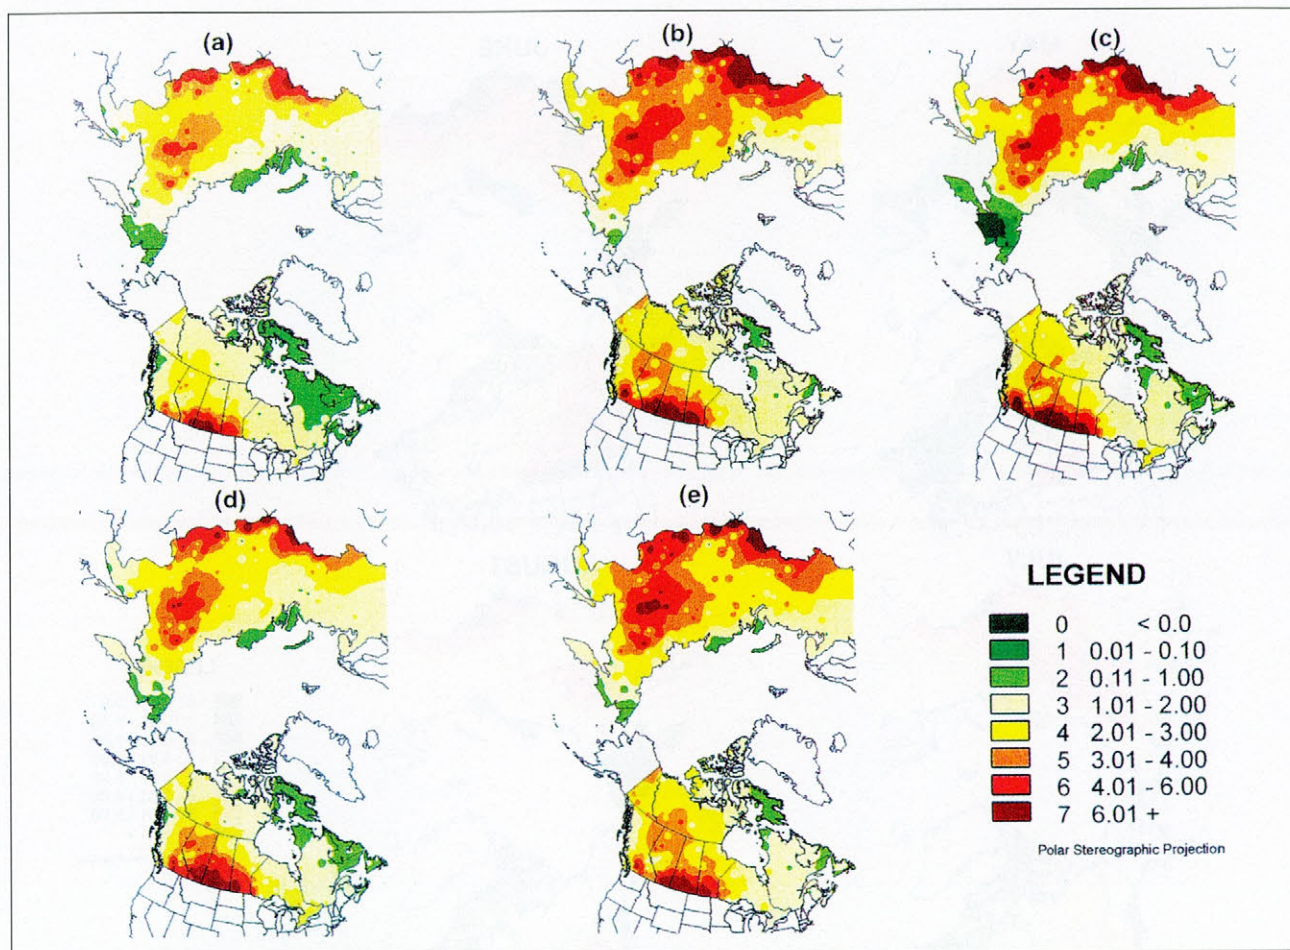 (a)
(b)
(c)
(d)
(e)
LEGEND
0 < 0.0
1 0.01 - 0.10
2 0.11 - 1.00
3 1.01 - 2.00
4 2.01 - 3.00
5 3.01 - 4.00
6 4.01 - 6.00
7 6.01 +
Polar Stereographic Projection